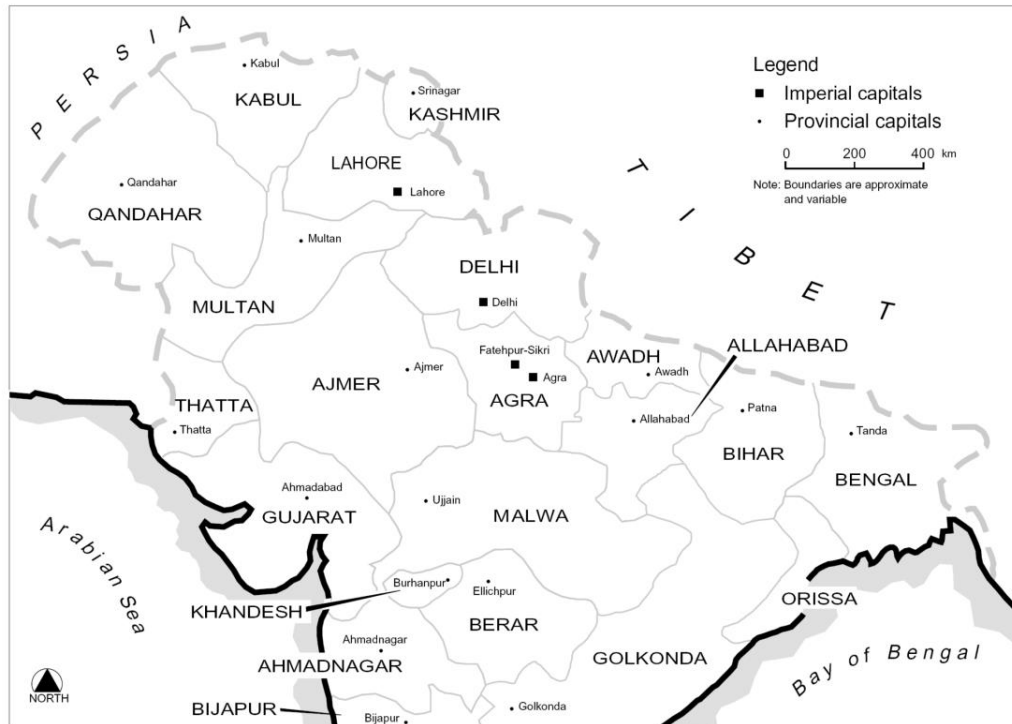 PERSIA
Kabul
KABUL
Srinagar
KASHMIR
Legend
Imperial capitals
Provincial capitals
0 200 400 km
Note: Boundaries are approximate
and variable
LAHORE
Lahore
Qandahar
QANDAHAR
Multan
MULTAN
TIBET
DELHI
Delhi
ALLAHABAD
Fatehpur-Sikri
Agra
AGRA
AWADH
Awadh
Ajmer
AJMER
THATTA
Thatta
Allahabad
Patna
BIHAR
Tanda
BENGAL
Ahmadabad
GUJARAT
Ujjain
MALWA
Arabian Sea
Burhanpur
KHANDESH
Ellichpur
BERAR
ORISSA
Ahmadnagar
AHMADNAGAR
GOLKONDA
Bay of Bengal
NORTH
BIJAPUR
Bijapur
Golkonda